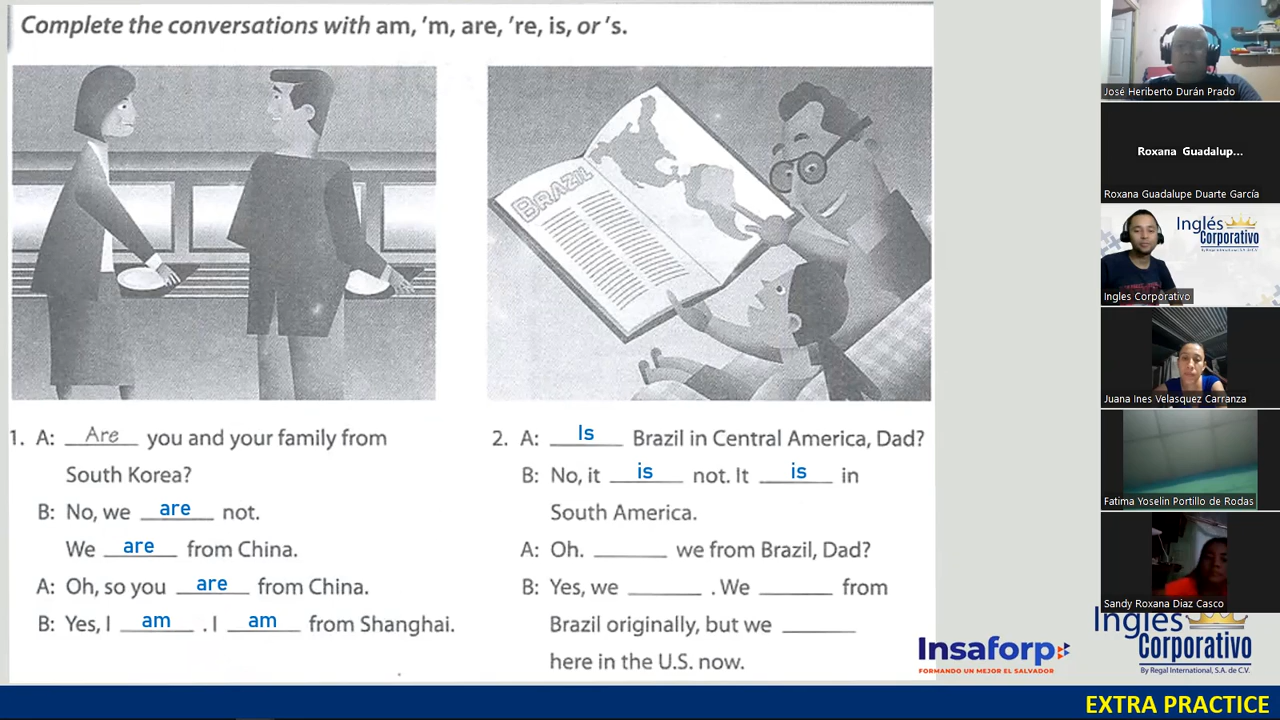 Complete the conversations with am, 'm, are, 're, is, or 's.
BRAZIL
1. A: Are you and your family from
South Korea?
B: No, we are not.
We are from China.
A: Oh, so you are from China.
B: Yes, I am . I am from Shanghai.
2. A: Is Brazil in Central America, Dad?
B: No, it is not. It is in
South America.
A: Oh. ______ we from Brazil, Dad?
B: Yes, we ______ . We ______ from
Brazil originally, but we ______
here in the U.S. now.
José Heriberto Durán Prado
Roxana Guadalup...
Roxana Guadalupe Duarte García
Inglés
Corporativo
By Regal International, S.A. de C.V.
Ingles Corporativo
Juana Ines Velasquez Carranza
Fatima Yoselin Portillo de Rodas
Sandy Roxana Diaz Casco
Insaforp
FORMANDO UN MEJOR EL SALVADOR
Inglés
Corporativo
By Regal International, S.A. de C.V.
EXTRA PRACTICE